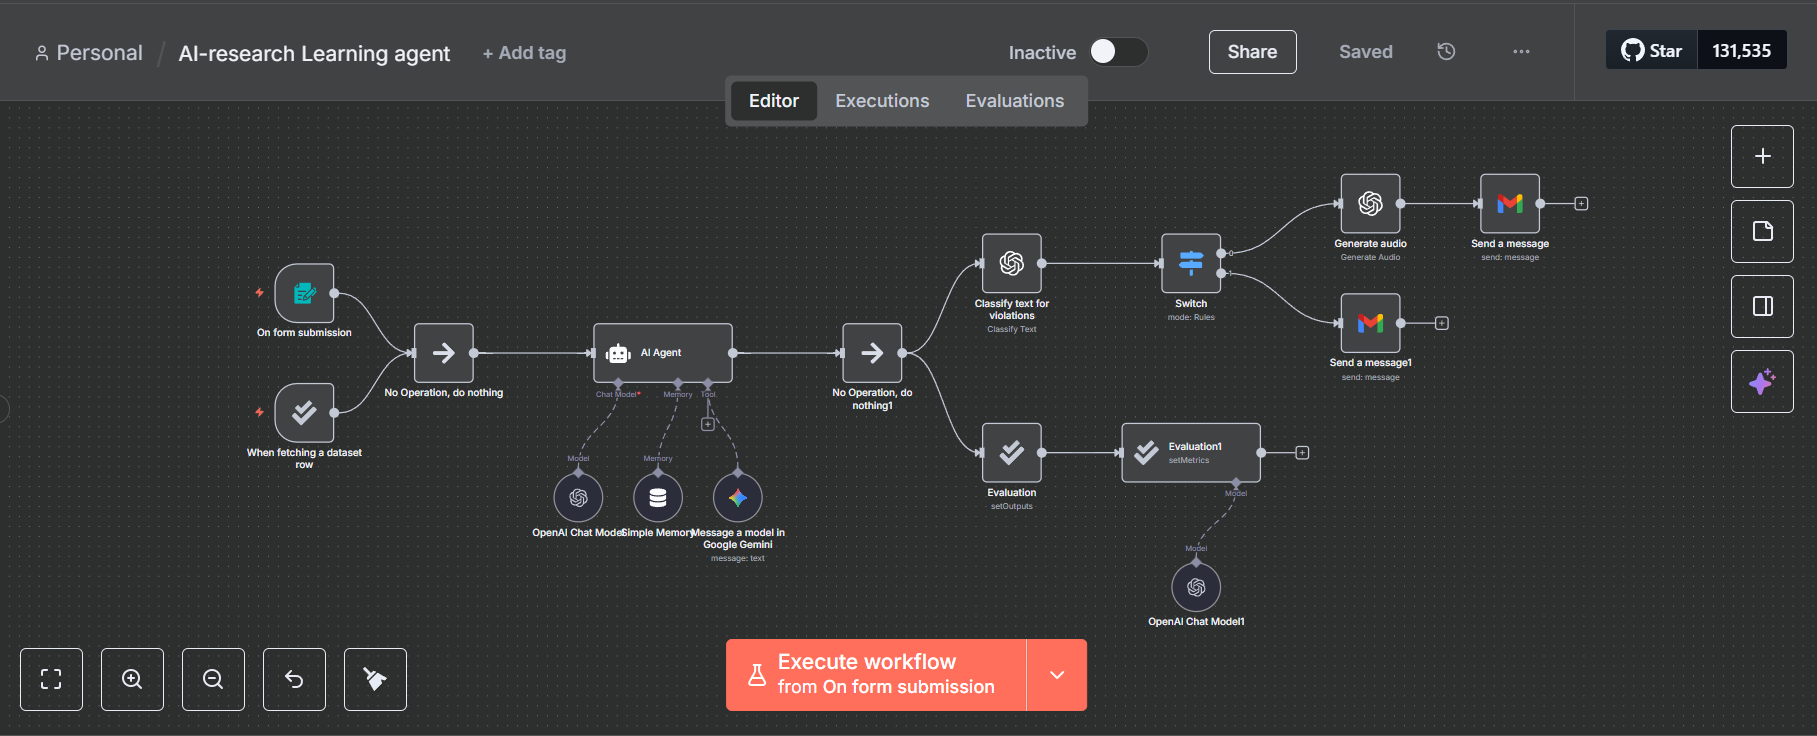 Personal / AI-research Learning agent + Add tag
Inactive
Share
Saved
Star 131,535
Editor Executions Evaluations
On form submission
When fetching a dataset
row
No Operation, do nothing
AI Agent
Chat Model*
Memory
Tool
Model
Memory
OpenAI Chat Model
Simple Memory
Message a model in
Google Gemini
message: text
No Operation, do
nothing1
Classify text for
violations
Classify Text
Switch
mode: Rules
0
1
Generate audio
Generate Audio
Send a message
send: message
Send a message1
send: message
Evaluation
setOutputs
Evaluation1
setMetrics
Model
Model
OpenAI Chat Model1
Execute workflow
from On form submission